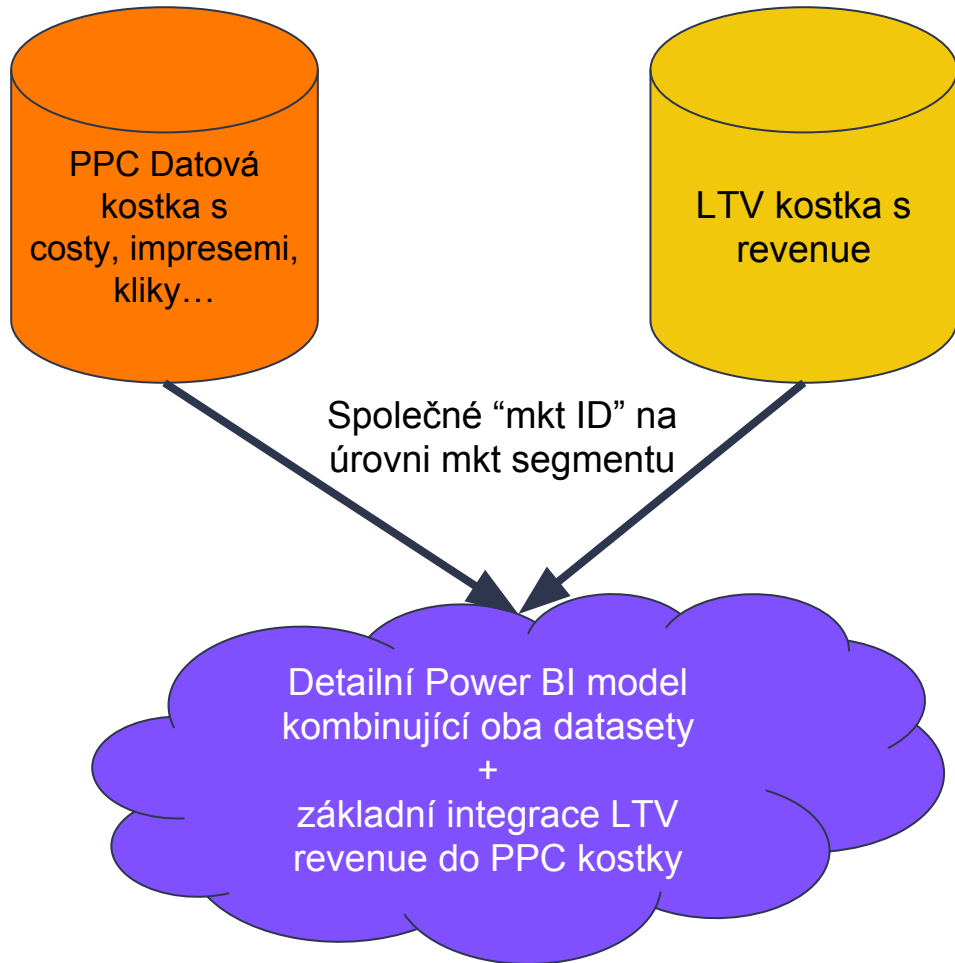 PPC Datová
kostka s
costy, impresemi,
kliky…
LTV kostka s
revenue
Společné “mkt ID” na
úrovni mkt segmentu
Detailní Power BI model
kombinující oba datasety
+
základní integrace LTV
revenue do PPC kostky